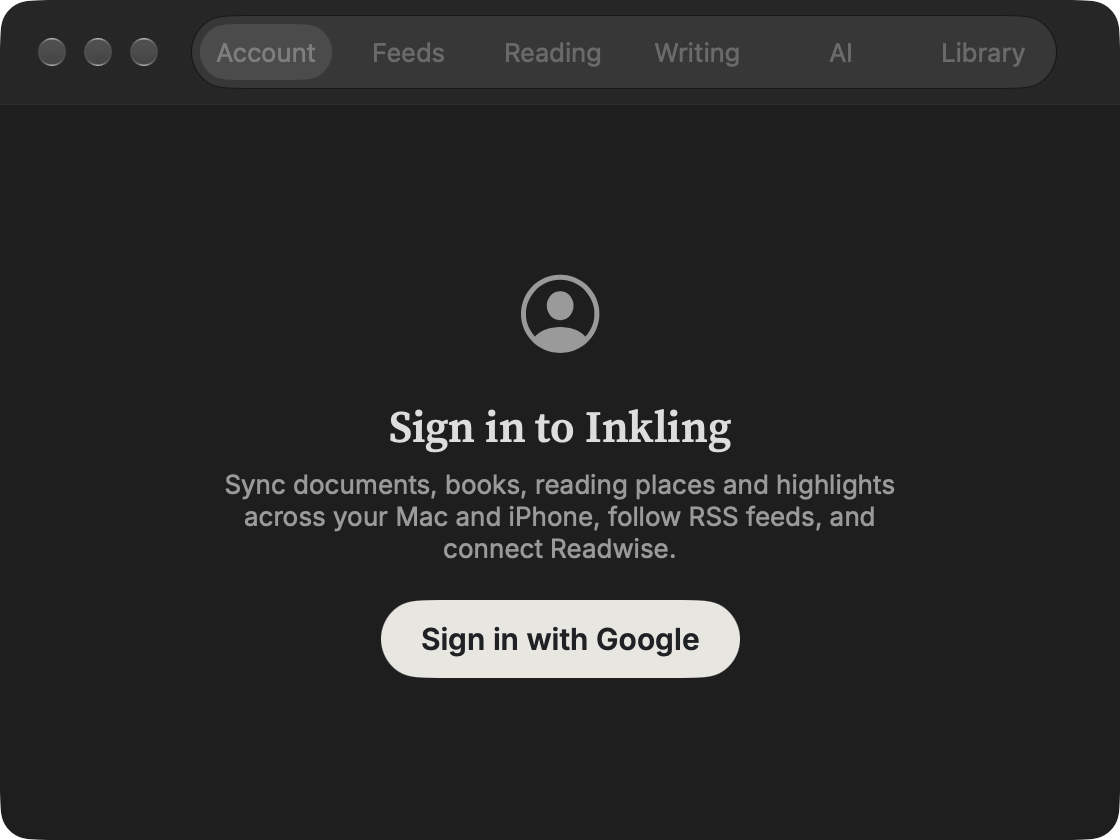 Account Feeds Reading Writing AI Library
Sign in to Inkling
Sync documents, books, reading places and highlights
across your Mac and iPhone, follow RSS feeds, and
connect Readwise.
Sign in with Google